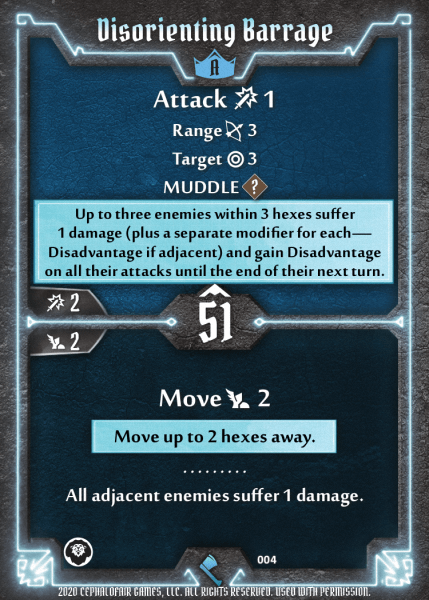 Disorienting Barrage
A
Attack 1
Range 3
Target 3
MUDDLE ?
Up to three enemies within 3 hexes suffer
1 damage (plus a separate modifier for each—
Disadvantage if adjacent) and gain Disadvantage
on all their attacks until the end of their next turn.
2
51
2
Move 2
Move up to 2 hexes away.
.........
All adjacent enemies suffer 1 damage.
004
2020 CEPHALOFAIR GAMES, LLC. ALL RIGHTS RESERVED. USED WITH PERMISSION.